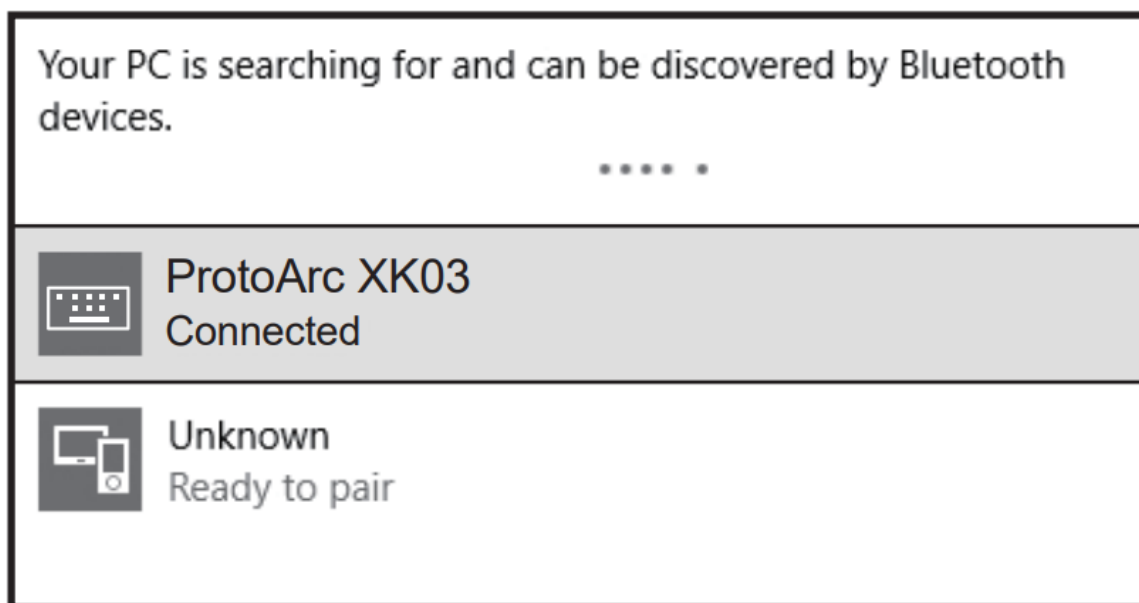 Your PC is searching for and can be discovered by Bluetooth
devices.
ProtoArc XK03
Connected
Unknown
Ready to pair